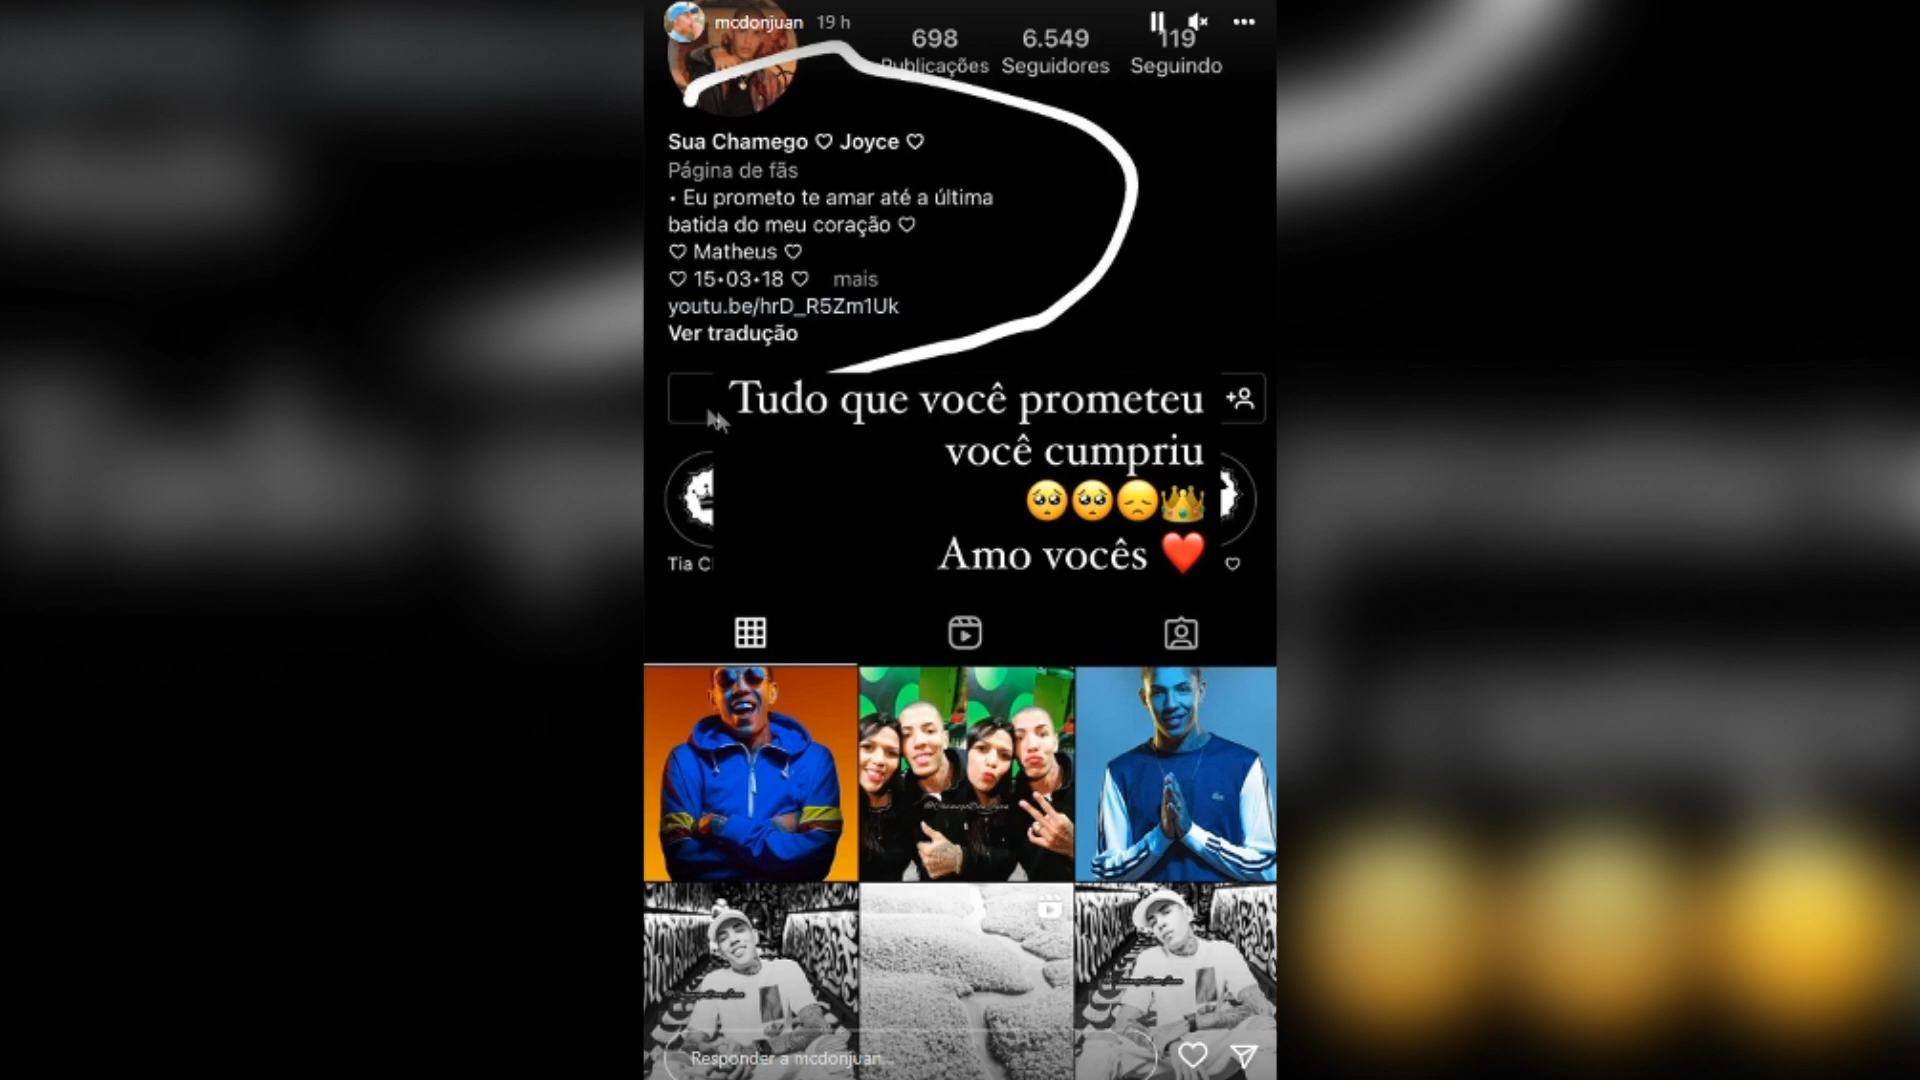 mcdonjuan 19 h
698 6.549 119
Publicações Seguidores Seguindo
Sua Chamego ♡ Joyce ♡
Página de fãs
• Eu prometo te amar até a última
batida do meu coração ♡
♡ Matheus ♡
♡ 15•03•18 ♡ mais
youtu.be/hrD_R5Zm1Uk
Ver tradução
Tudo que você prometeu
você cumpriu
🥺🥺😞👑
Amo vocês ❤️
Tia C
♡
Responder a mcdonjuan...